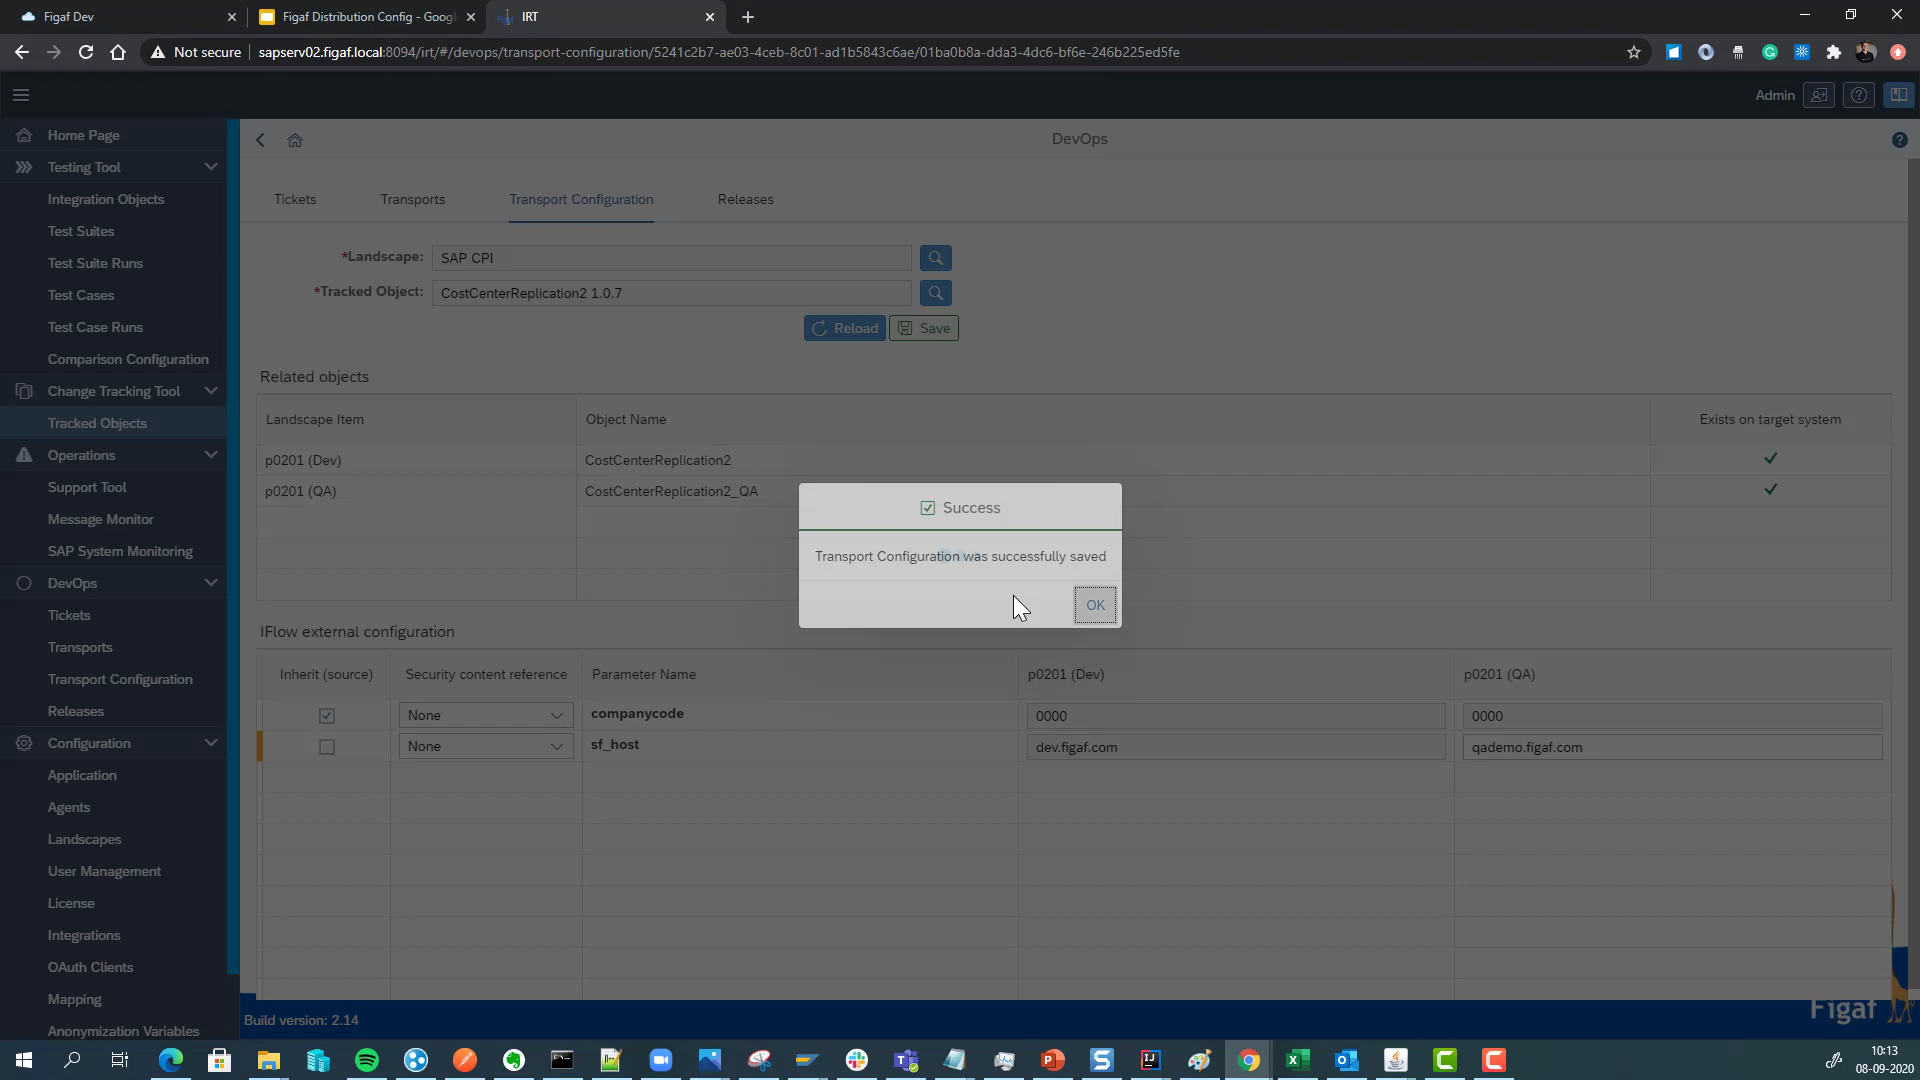 Figaf Dev
Figaf Distribution Config - Goog
IRT
Not secure
sapserv02.figaf.local:8094/irt/#/devops/transport-configuration/5241c2b7-ae03-4ceb-8c01-ad1b5843c6ae/01ba0b8a-dda3-4dc6-bf6e-246b225ed5fe
Admin
Home Page
Testing Tool
Integration Objects
Test Suites
Test Suite Runs
Test Cases
Test Case Runs
Comparison Configuration
Change Tracking Tool
Tracked Objects
Operations
Support Tool
Message Monitor
SAP System Monitoring
DevOps
Tickets
Transports
Transport Configuration
Releases
Configuration
Application
Agents
Landscapes
User Management
License
Integrations
OAuth Clients
Mapping
Anonymization Variables
DevOps
Tickets Transports Transport Configuration Releases
*Landscape: SAP CPI
*Tracked Object: CostCenterReplication2 1.0.7
Reload Save
Related objects
Landscape Item Object Name Exists on target system
p0201 (Dev) CostCenterReplication2
p0201 (QA) CostCenterReplication2_QA
Success
Transport Configuration was successfully saved
OK
IFlow external configuration
Inherit (source) Security content reference Parameter Name p0201 (Dev) p0201 (QA)
None companycode 0000 0000
None sf_host dev.figaf.com qademo.figaf.com
Build version: 2.14
Figaf
10:13
08-09-2020